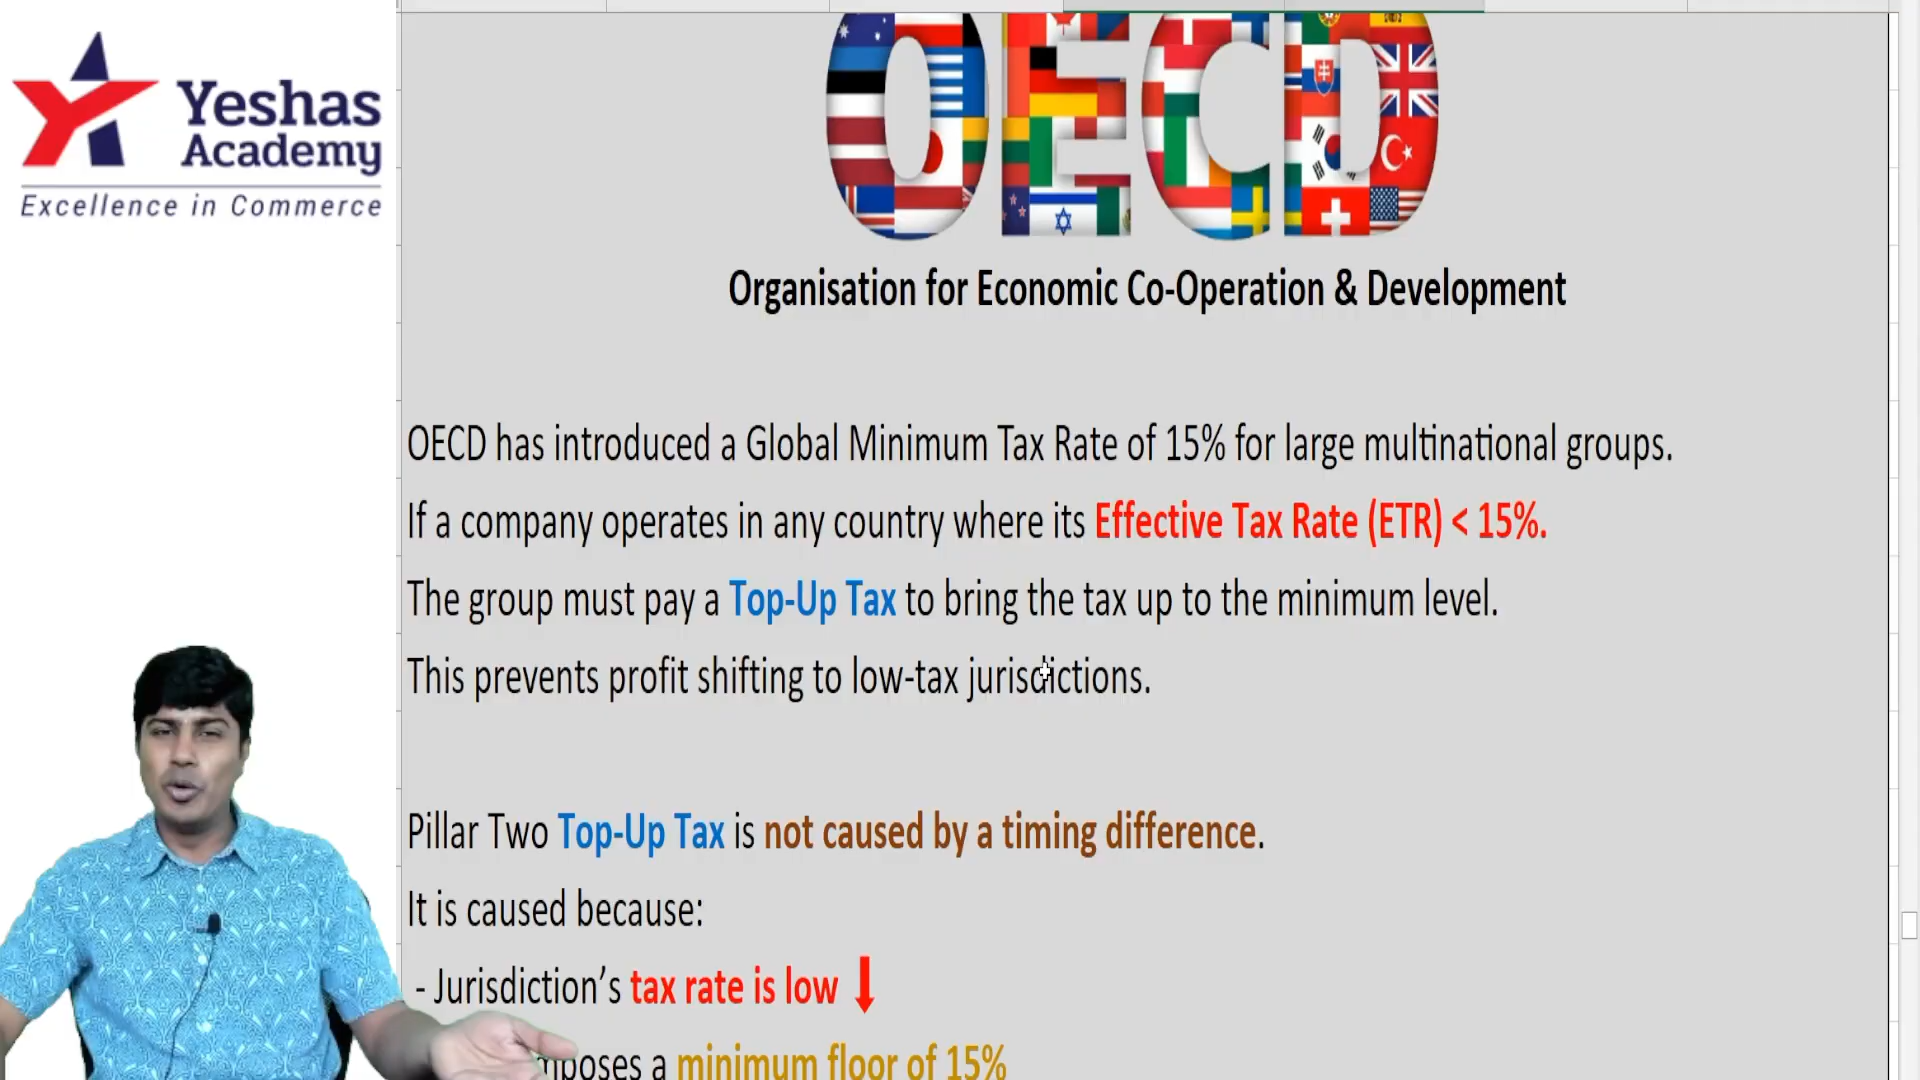 Yeshas
Academy
Excellence in Commerce
OECD
Organisation for Economic Co-Operation & Development
OECD has introduced a Global Minimum Tax Rate of 15% for large multinational groups.
If a company operates in any country where its Effective Tax Rate (ETR) < 15%.
The group must pay a Top-Up Tax to bring the tax up to the minimum level.
This prevents profit shifting to low-tax jurisdictions.
Pillar Two Top-Up Tax is not caused by a timing difference.
It is caused because:
- Jurisdiction’s tax rate is low
a minimum floor of 15%